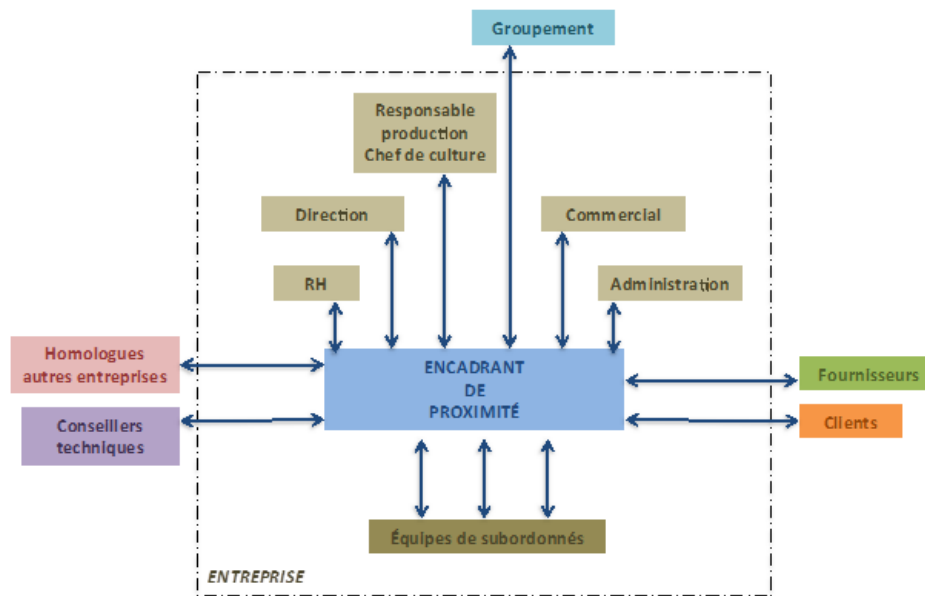 Groupement
Responsable
production
Chef de culture
Direction
Commercial
RH
Administration
Homologues
autres entreprises
ENCADRANT
DE
PROXIMITÉ
Fournisseurs
Conseillers
techniques
Clients
Équipes de subordonnés
ENTREPRISE